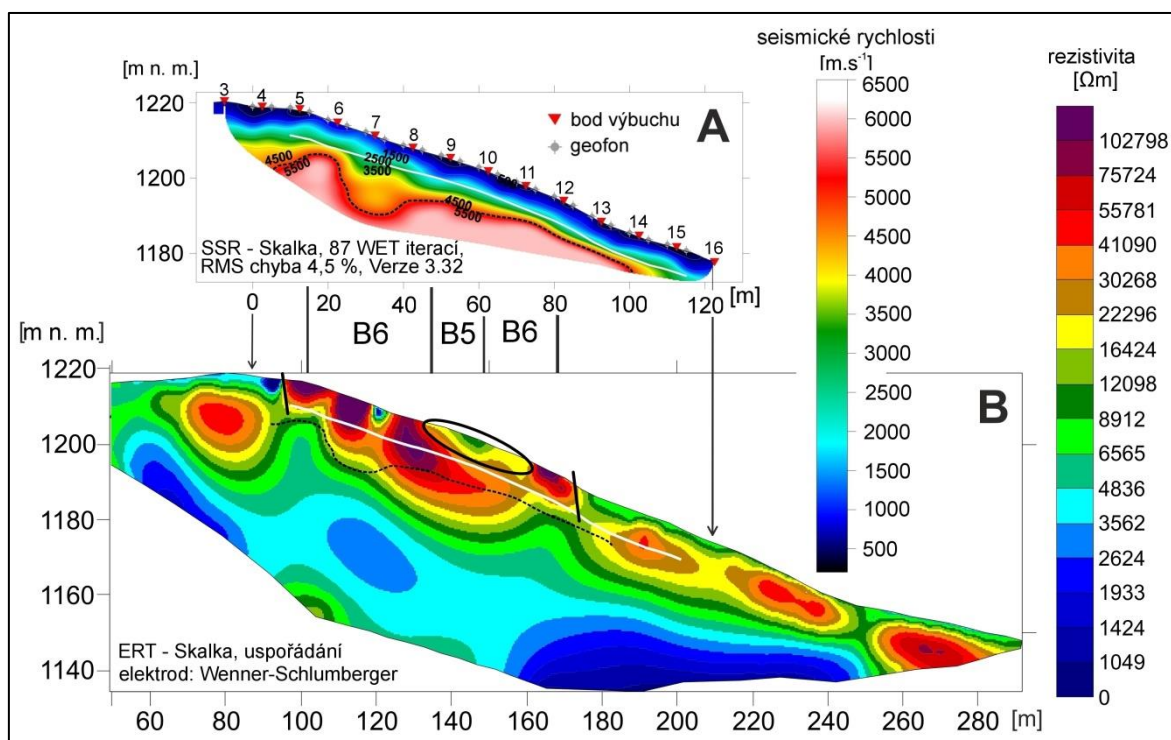 [m n. m.]
1220
1200
1180
3 4 5 6 7 8 9 10 11 12 13 14 15 16
A
bod výbuchu
geofon
4500
5500
1500
2500
3500
4500
5500
SSR - Skalka, 87 WET iterací,
RMS chyba 4,5 %, Verze 3.32
0 20 40 60 80 100 120 [m]
B6 B5 B6
seismické rychlosti
[m.s⁻¹]
6500
6000
5500
5000
4500
4000
3500
3000
2500
2000
1500
1000
500
rezistivita
[Ωm]
102798
75724
55781
41090
30268
22296
16424
12098
8912
6565
4836
3562
2624
1933
1424
1049
0
[m n. m.]
1220
1200
1180
1160
1140
B
ERT - Skalka, uspořádání
elektrod: Wenner-Schlumberger
60 80 100 120 140 160 180 200 220 240 260 280 [m]